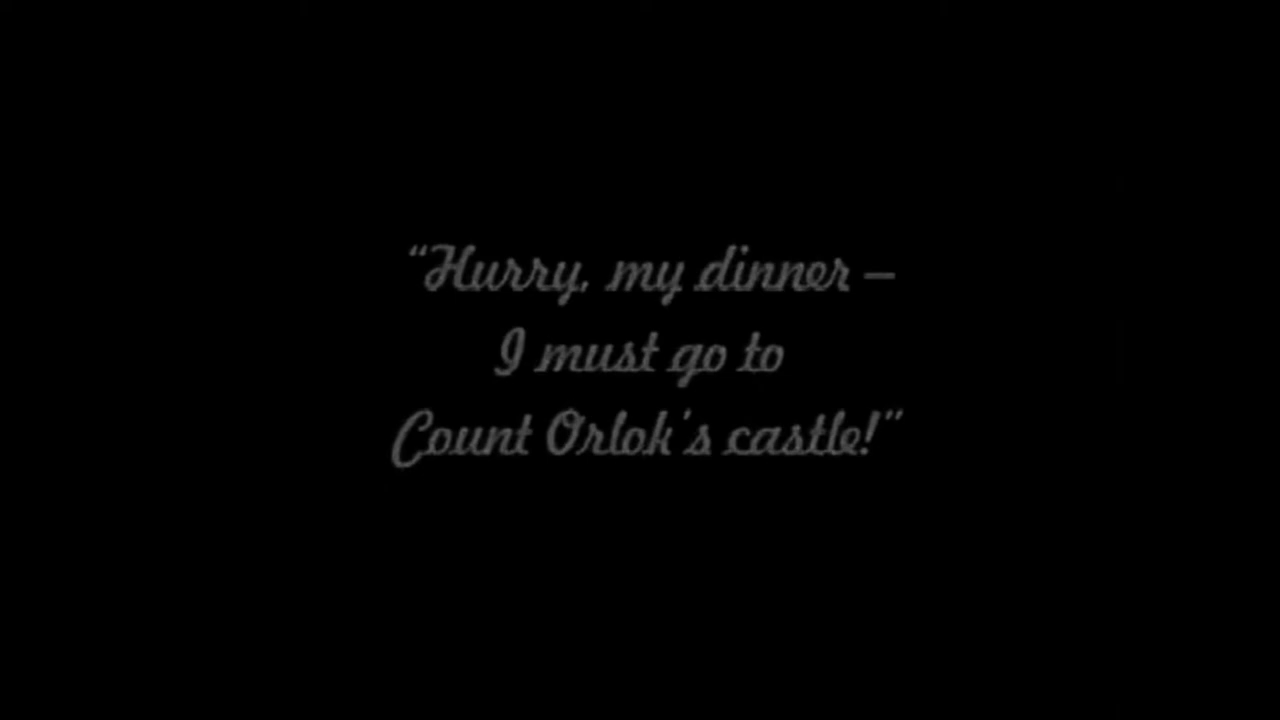 “Hurry, my dinner –
I must go to
Count Orlok’s castle!”